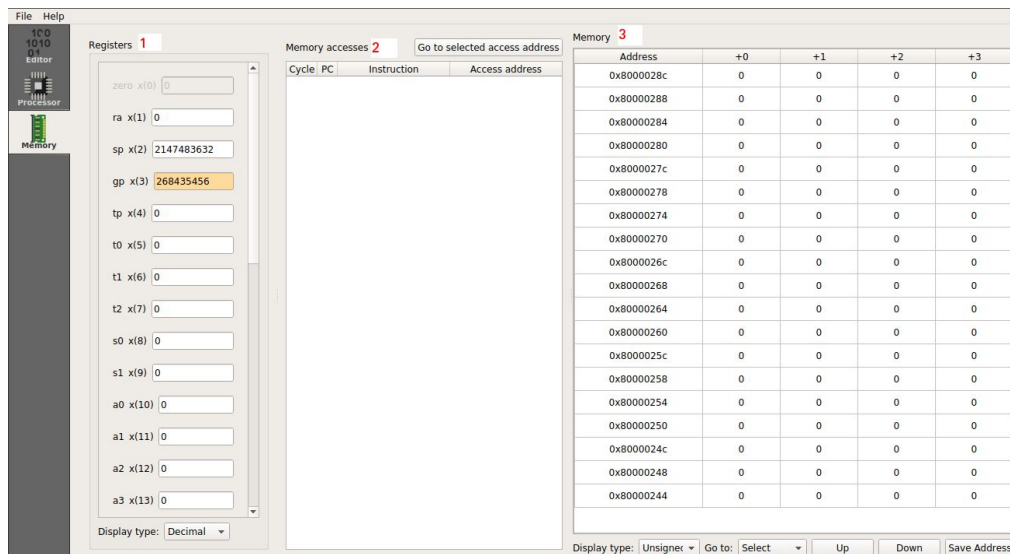 File Help
100
1010
01
Editor
Processor
Memory
Registers 1
zero x(0) 0
ra x(1) 0
sp x(2) 2147483632
gp x(3) 268435456
tp x(4) 0
t0 x(5) 0
t1 x(6) 0
t2 x(7) 0
s0 x(8) 0
s1 x(9) 0
a0 x(10) 0
a1 x(11) 0
a2 x(12) 0
a3 x(13) 0
Display type: Decimal
Memory accesses 2 Go to selected access address
Cycle PC Instruction Access address
Memory 3
Address +0 +1 +2 +3
0x8000028c 0 0 0 0
0x80000288 0 0 0 0
0x80000284 0 0 0 0
0x80000280 0 0 0 0
0x8000027c 0 0 0 0
0x80000278 0 0 0 0
0x80000274 0 0 0 0
0x80000270 0 0 0 0
0x8000026c 0 0 0 0
0x80000268 0 0 0 0
0x80000264 0 0 0 0
0x80000260 0 0 0 0
0x8000025c 0 0 0 0
0x80000258 0 0 0 0
0x80000254 0 0 0 0
0x80000250 0 0 0 0
0x8000024c 0 0 0 0
0x80000248 0 0 0 0
0x80000244 0 0 0 0
Display type: Unsignec Go to: Select Up Down Save Address